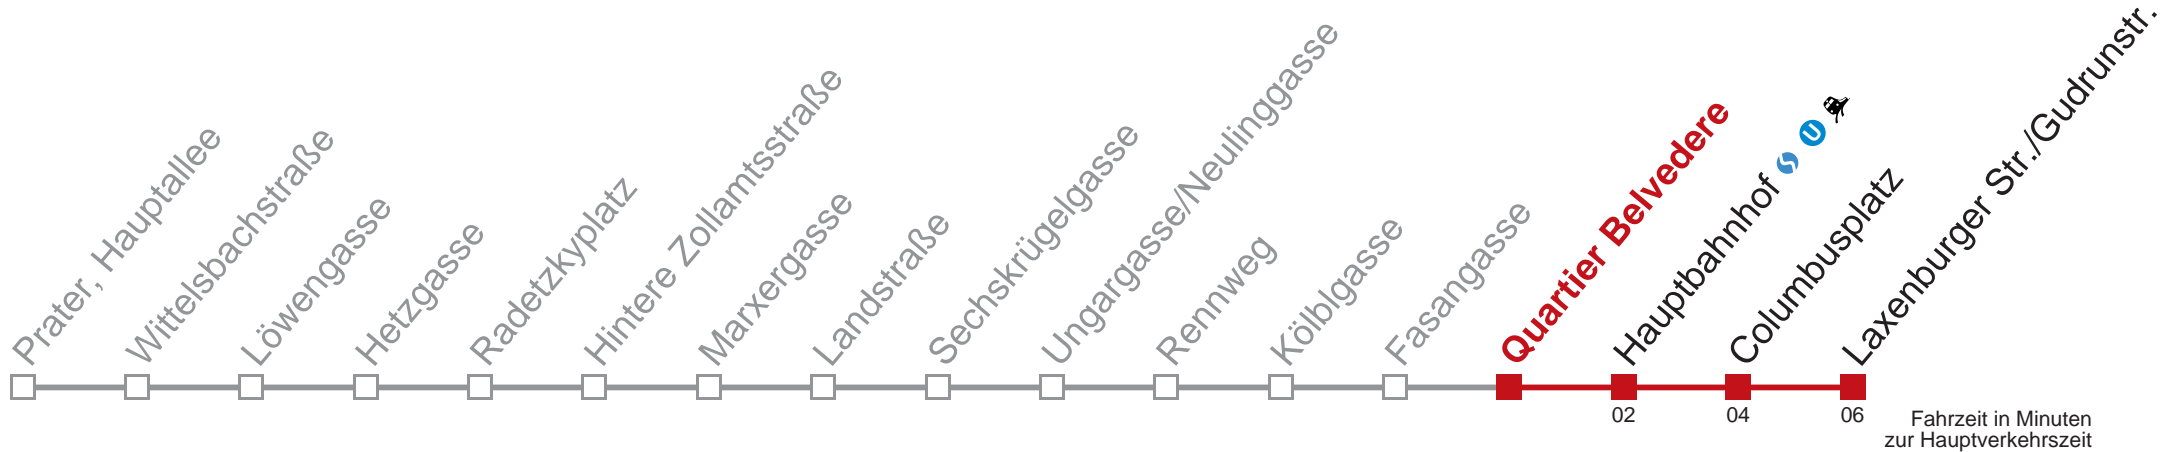 Prater, Hauptallee
Wittelsbachstraße
Löwengasse
Hetzgasse
Radetzkyplatz
Hintere Zollamtsstraße
Marxergasse
Landstraße
Sechskrügelgasse
Ungargasse/Neulinggasse
Rennweg
Kölblgasse
Fasangasse
Quartier Belvedere
Hauptbahnhof U
Columbusplatz
Laxenburger Str./Gudrunstr.
02 04 06
Fahrzeit in Minuten
zur Hauptverkehrszeit